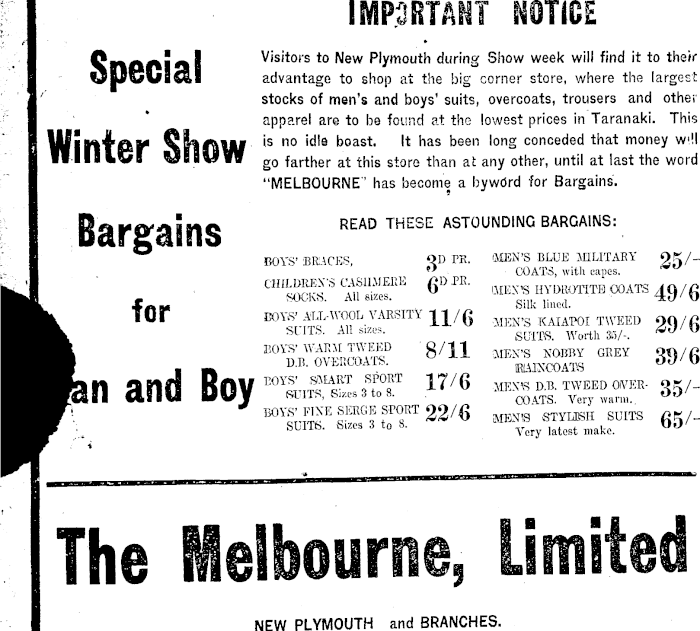 IMPORTANT NOTICE
Special
Winter Show
Bargains
for
an and Boy
Visitors to New Plymouth during Show week will find it to their
advantage to shop at the big corner store, where the largest
stocks of men's and boys' suits, overcoats, trousers and other
apparel are to be found at the lowest prices in Taranaki. This
is no idle boast. It has been long conceded that money will
go farther at this store than at any other, until at last the word
"MELBOURNE" has become a byword for Bargains.
READ THESE ASTOUNDING BARGAINS:
BOYS' BRACES, 3D PR.
CHILDREN'S CASHMERE 6D PR.
SOCKS. All sizes.
BOYS' ALL-WOOL VARSITY 11/6
SUITS. All sizes.
BOYS' WARM TWEED 8/11
D.B. OVERCOATS.
BOYS' SMART SPORT 17/6
SUITS, Sizes 3 to 8.
BOYS' FINE SERGE SPORT 22/6
SUITS. Sizes 3 to 8.
MEN'S BLUE MILITARY 25/-
COATS, with capes.
MEN'S HYDROTITE COATS 49/6
Silk lined.
MEN'S KAIAPOI TWEED 29/6
SUITS. Worth 35/-.
MEN'S NOBBY GREY 39/6
RAINCOATS
MEN'S D.B. TWEED OVER- 35/-
COATS. Very warm.
MEN'S STYLISH SUITS 65/-
Very latest make.
The Melbourne, Limited
NEW PLYMOUTH and BRANCHES.